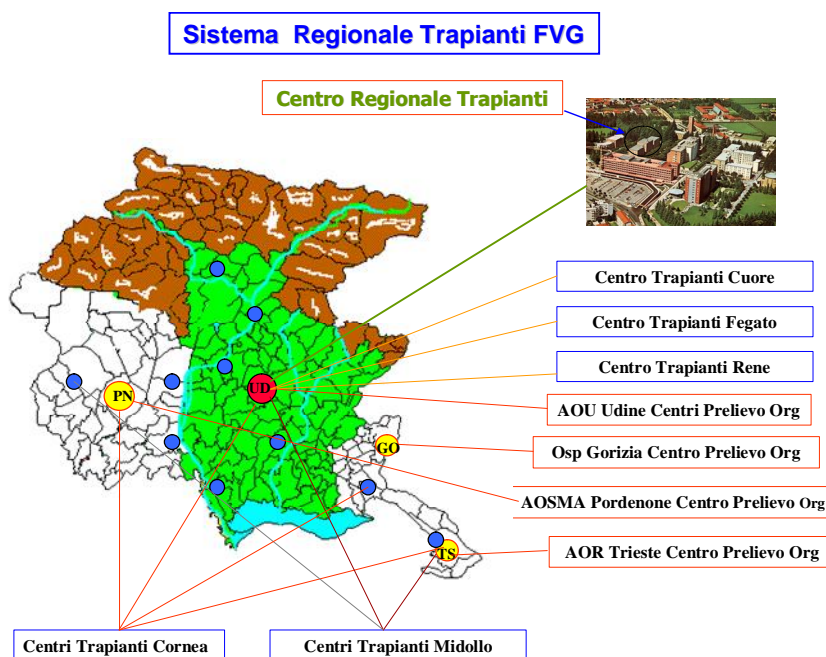 Sistema Regionale Trapianti FVG
Centro Regionale Trapianti
Centro Trapianti Cuore
Centro Trapianti Fegato
Centro Trapianti Rene
AOU Udine Centri Prelievo Org
Osp Gorizia Centro Prelievo Org
AOSMA Pordenone Centro Prelievo Org
AOR Trieste Centro Prelievo Org
PN
UD
GO
TS
Centri Trapianti Cornea
Centri Trapianti Midollo